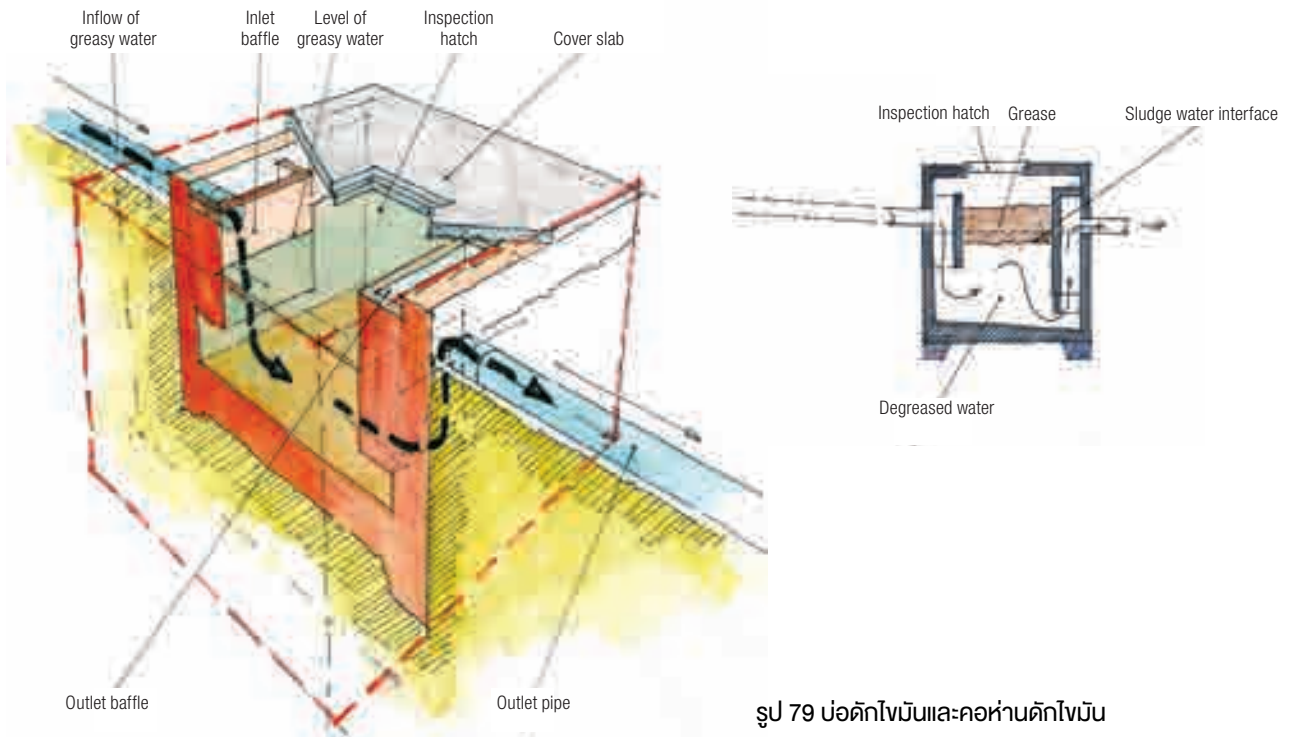 Inflow of
greasy water
Inlet
baffle
Level of
greasy water
Inspection
hatch
Cover slab
Outlet baffle
Outlet pipe
Inspection hatch
Grease
Sludge water interface
Degreased water
รูป 79 บ่อดักไขมันและคอห่านดักไขมัน